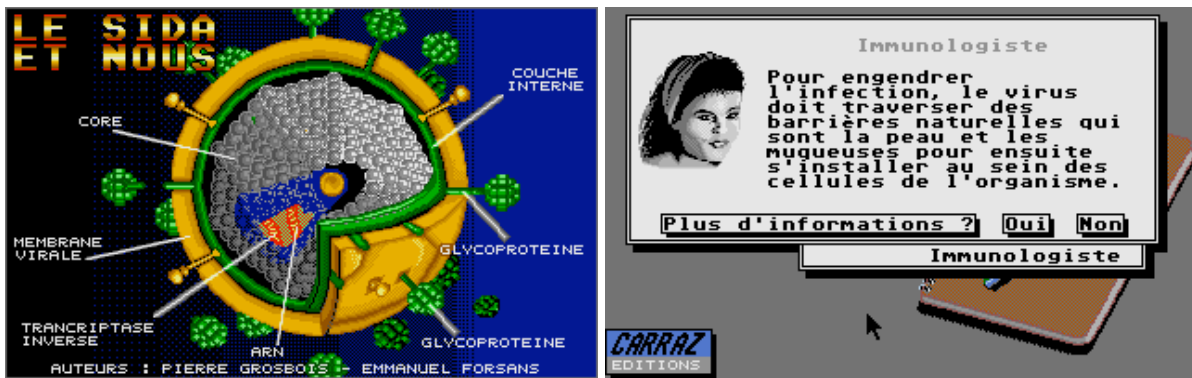 LE SIDA
ET NOUS
COUCHE
INTERNE
CORE
MEMBRANE
VIRALE
GLYCOPROTEINE
TRANCRIPTASE
INVERSE
ARN
GLYCOPROTEINE
AUTEURS : PIERRE GROSBOIS - EMMANUEL FORSANS
Immunologiste
Pour engendrer
l'infection, le virus
doit traverser des
barrières naturelles qui
sont la peau et les
muqueuses pour ensuite
s'installer au sein des
cellules de l'organisme.
Plus d'informations ? Oui Non
Immunologiste
CARRAZ
EDITIONS